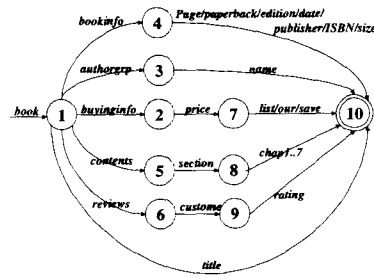 bookinfo 4 Page/paperback/edition/date/
publisher/ISBN/size
authorgrp 3 name
book 1 buyinginfo 2 price 7 list/our/save 10
contents 5 section 8 chap1..7
reviews 6 custome 9 rating
title